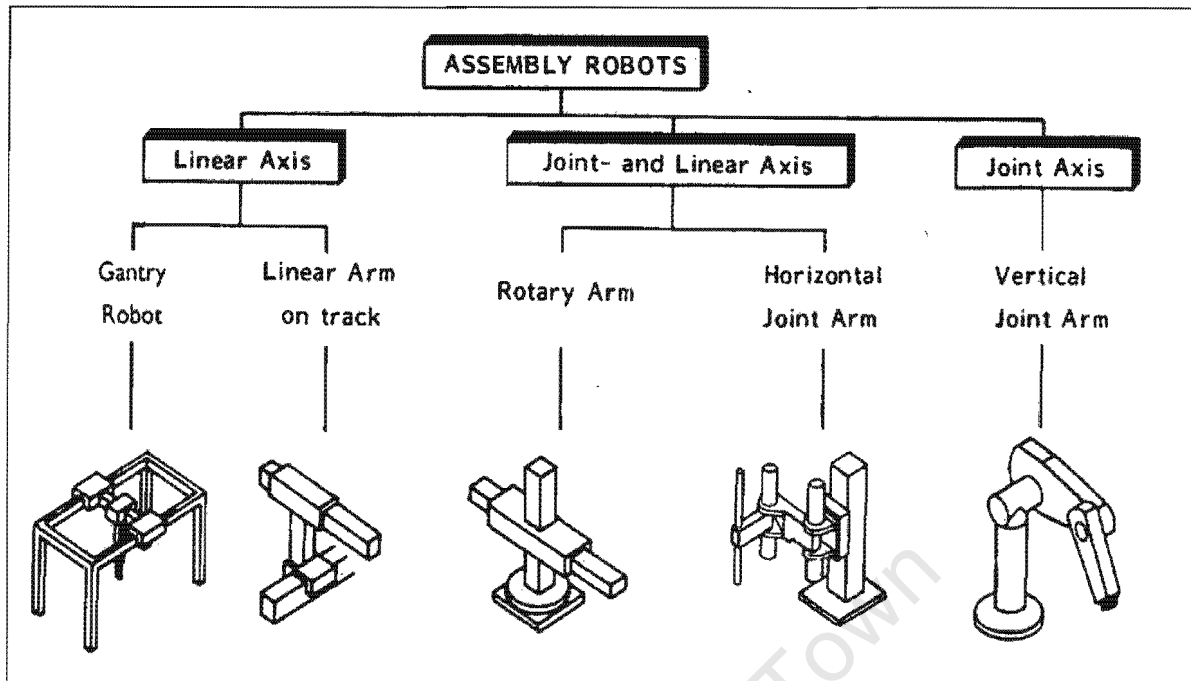 ASSEMBLY ROBOTS
Linear Axis
Joint- and Linear Axis
Joint Axis
Gantry
Robot
Linear Arm
on track
Rotary Arm
Horizontal
Joint Arm
Vertical
Joint Arm
Town